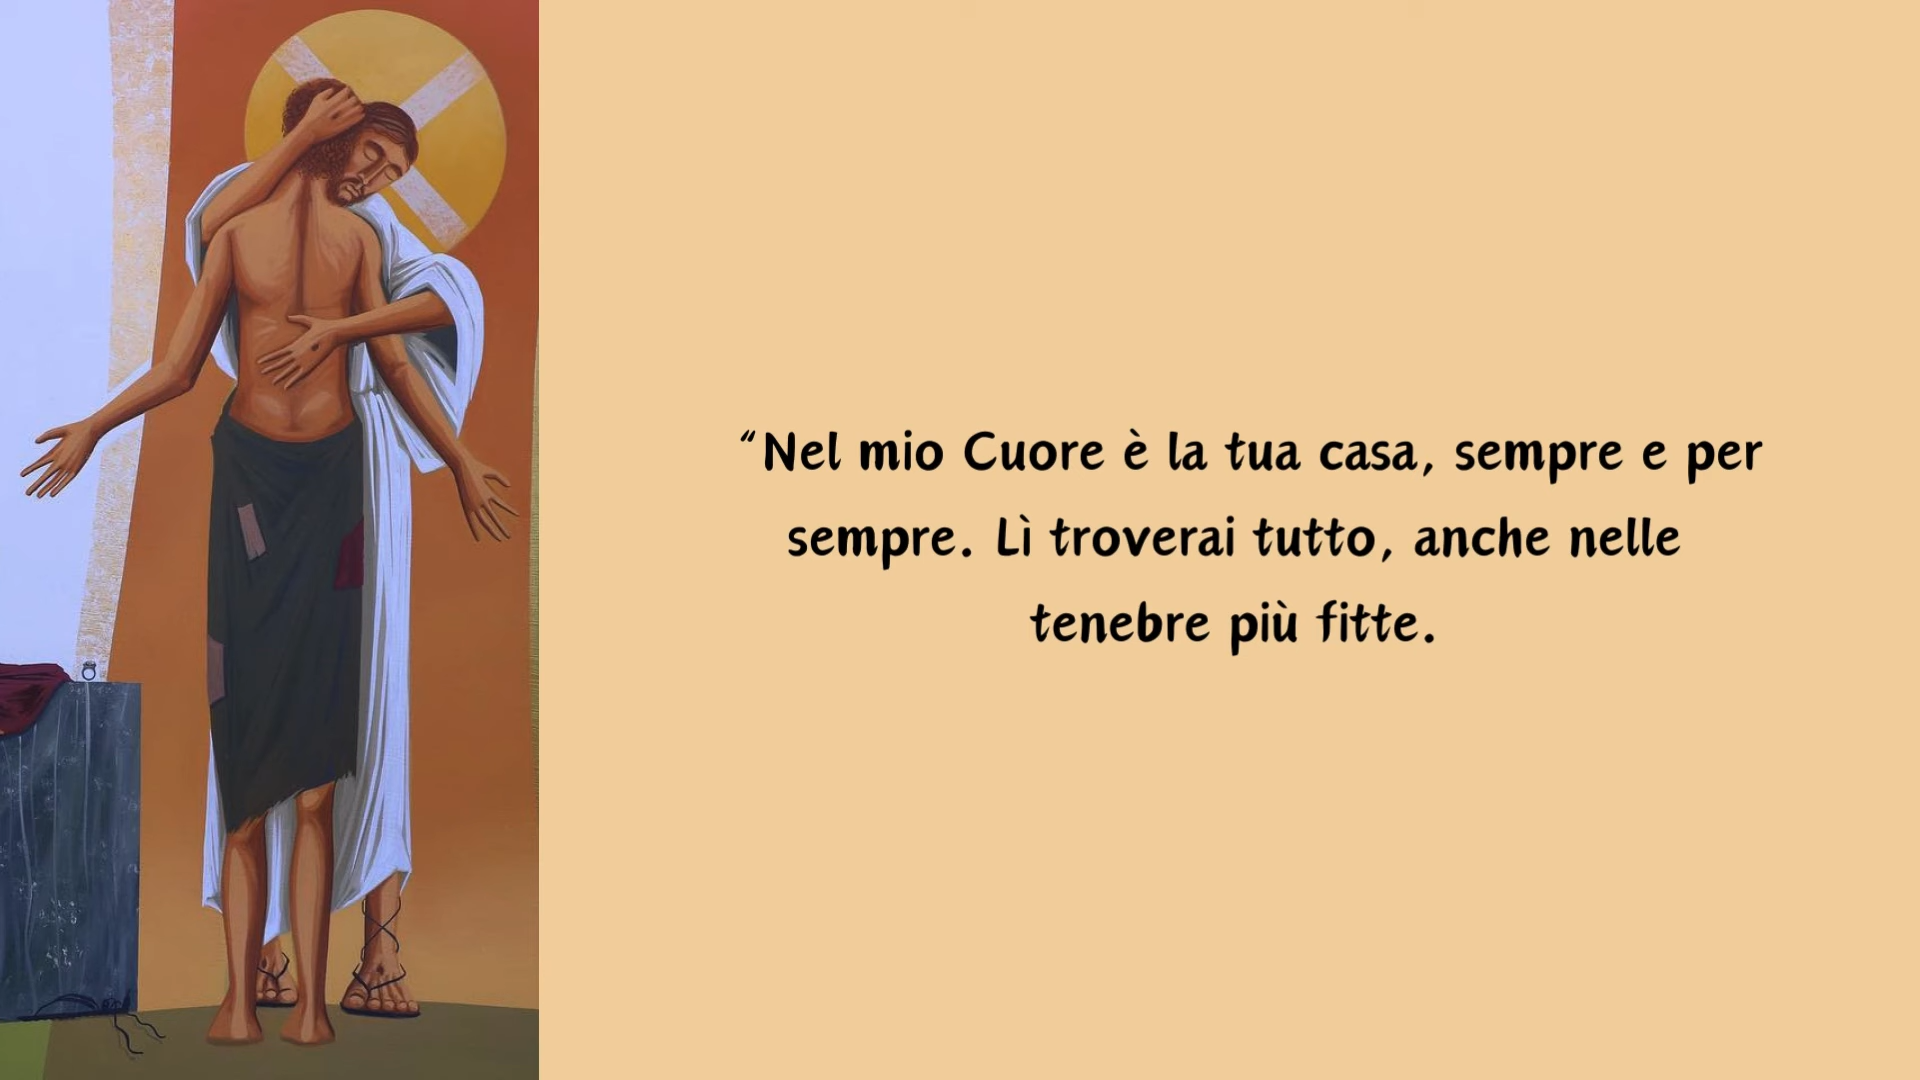 “Nel mio Cuore è la tua casa, sempre e per
sempre. Lì troverai tutto, anche nelle
tenebre più fitte.